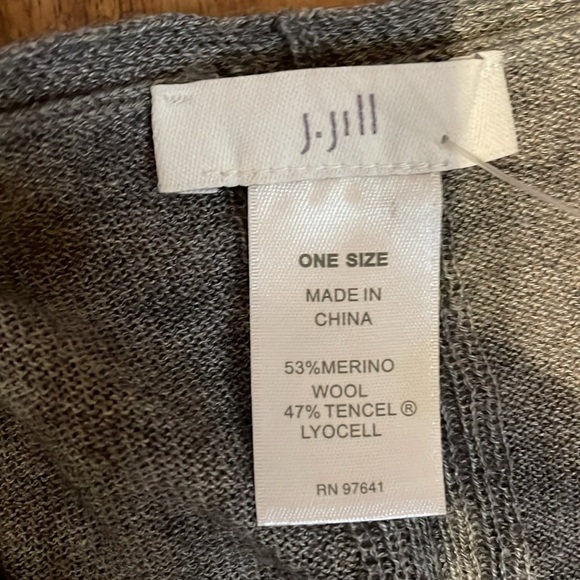 J.Jill
ONE SIZE
MADE IN
CHINA
53%MERINO
WOOL
47% TENCEL ®
LYOCELL
RN 97641